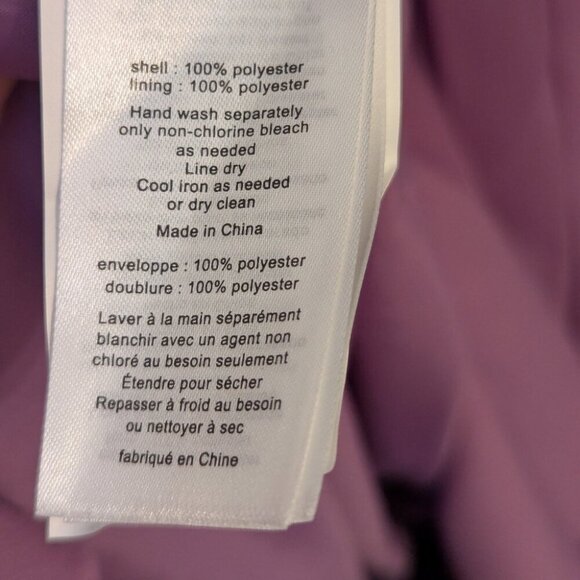 shell : 100% polyester
lining : 100% polyester
Hand wash separately
only non-chlorine bleach
as needed
Line dry
Cool iron as needed
or dry clean
Made in China
enveloppe : 100% polyester
doublure : 100% polyester
Laver à la main séparément
blanchir avec un agent non
chloré au besoin seulement
Étendre pour sécher
Repasser à froid au besoin
ou nettoyer à sec
fabriqué en Chine